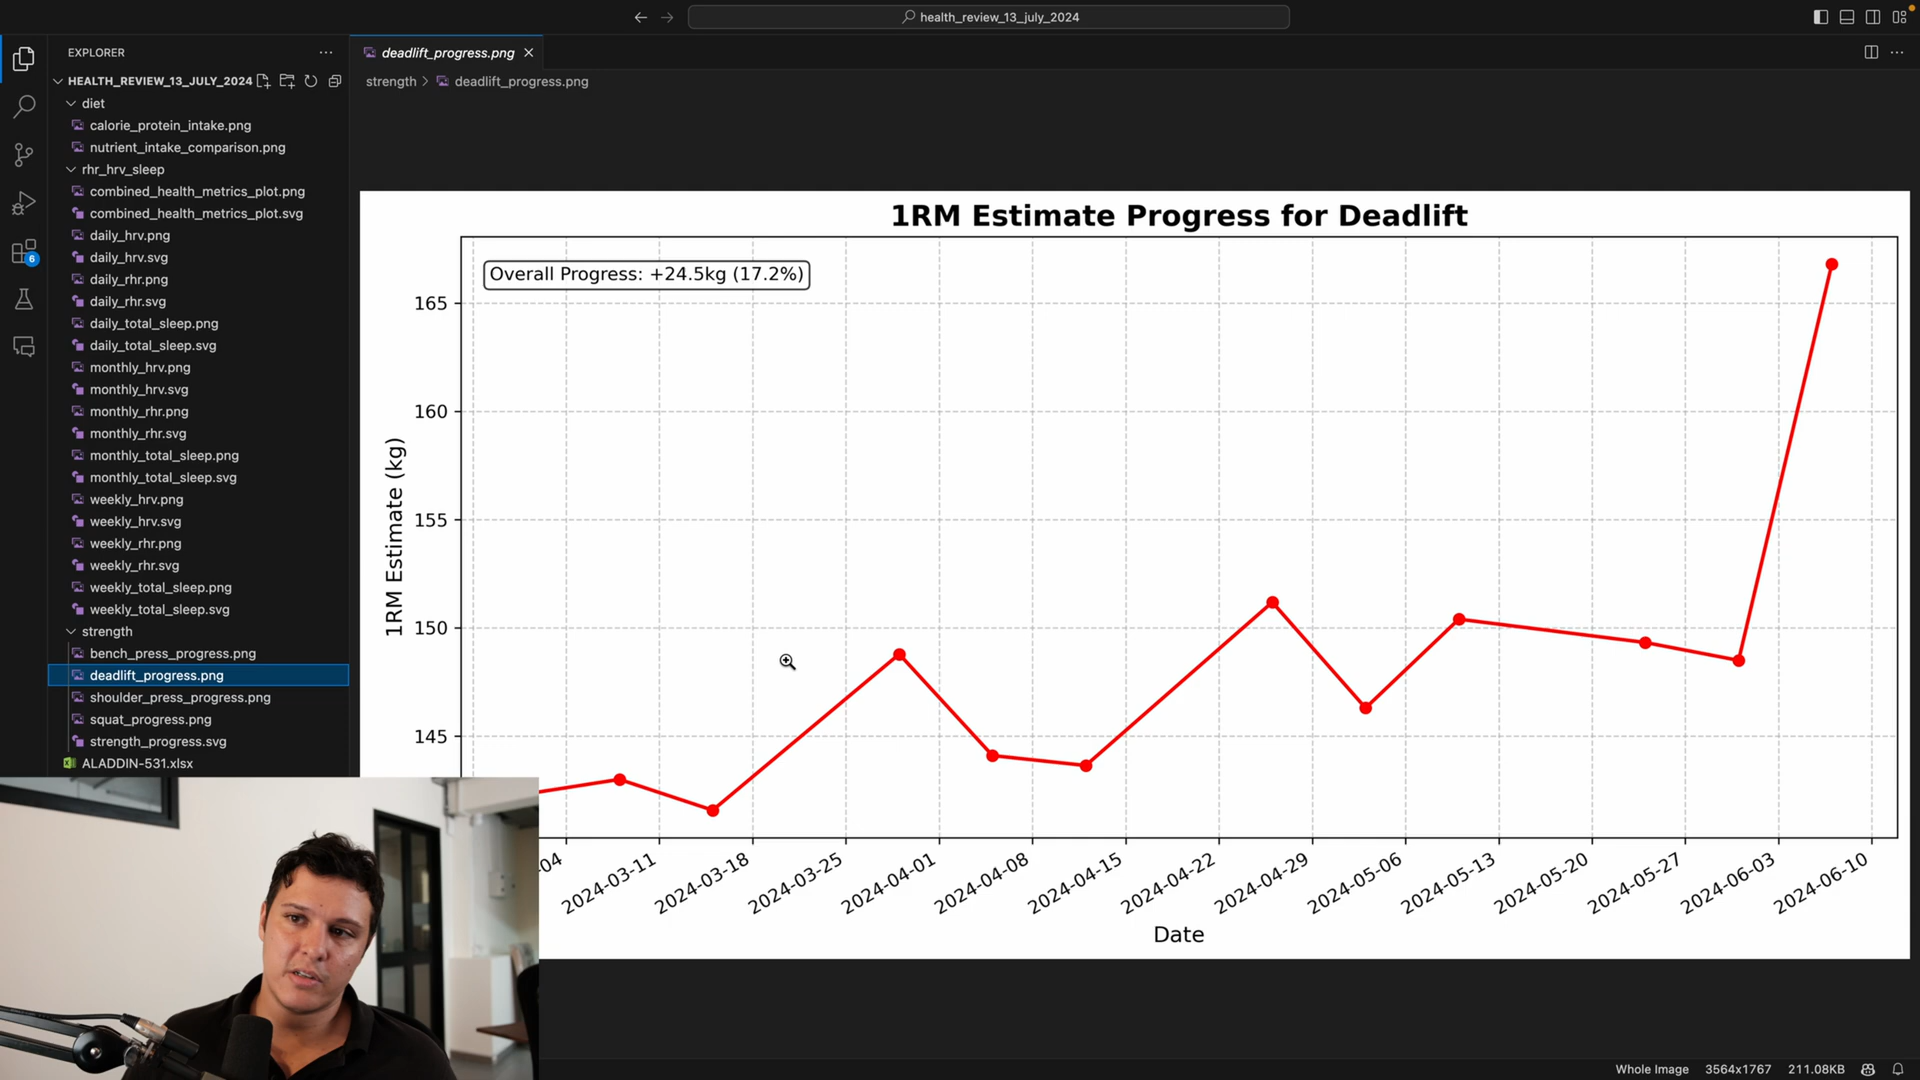 health_review_13_july_2024
EXPLORER
HEALTH_REVIEW_13_JULY_2024
diet
calorie_protein_intake.png
nutrient_intake_comparison.png
rhr_hrv_sleep
combined_health_metrics_plot.png
combined_health_metrics_plot.svg
daily_hrv.png
daily_hrv.svg
daily_rhr.png
daily_rhr.svg
daily_total_sleep.png
daily_total_sleep.svg
monthly_hrv.png
monthly_hrv.svg
monthly_rhr.png
monthly_rhr.svg
monthly_total_sleep.png
monthly_total_sleep.svg
weekly_hrv.png
weekly_hrv.svg
weekly_rhr.png
weekly_rhr.svg
weekly_total_sleep.png
weekly_total_sleep.svg
strength
bench_press_progress.png
deadlift_progress.png
shoulder_press_progress.png
squat_progress.png
strength_progress.svg
ALADDIN-531.xlsx
6
deadlift_progress.png
strength > deadlift_progress.png
1RM Estimate Progress for Deadlift
Overall Progress: +24.5kg (17.2%)
1RM Estimate (kg)
165
160
155
150
145
-04
2024-03-11
2024-03-18
2024-03-25
2024-04-01
2024-04-08
2024-04-15
2024-04-22
2024-04-29
2024-05-06
2024-05-13
2024-05-20
2024-05-27
2024-06-03
2024-06-10
Date
Whole Image 3564x1767 211.08KB